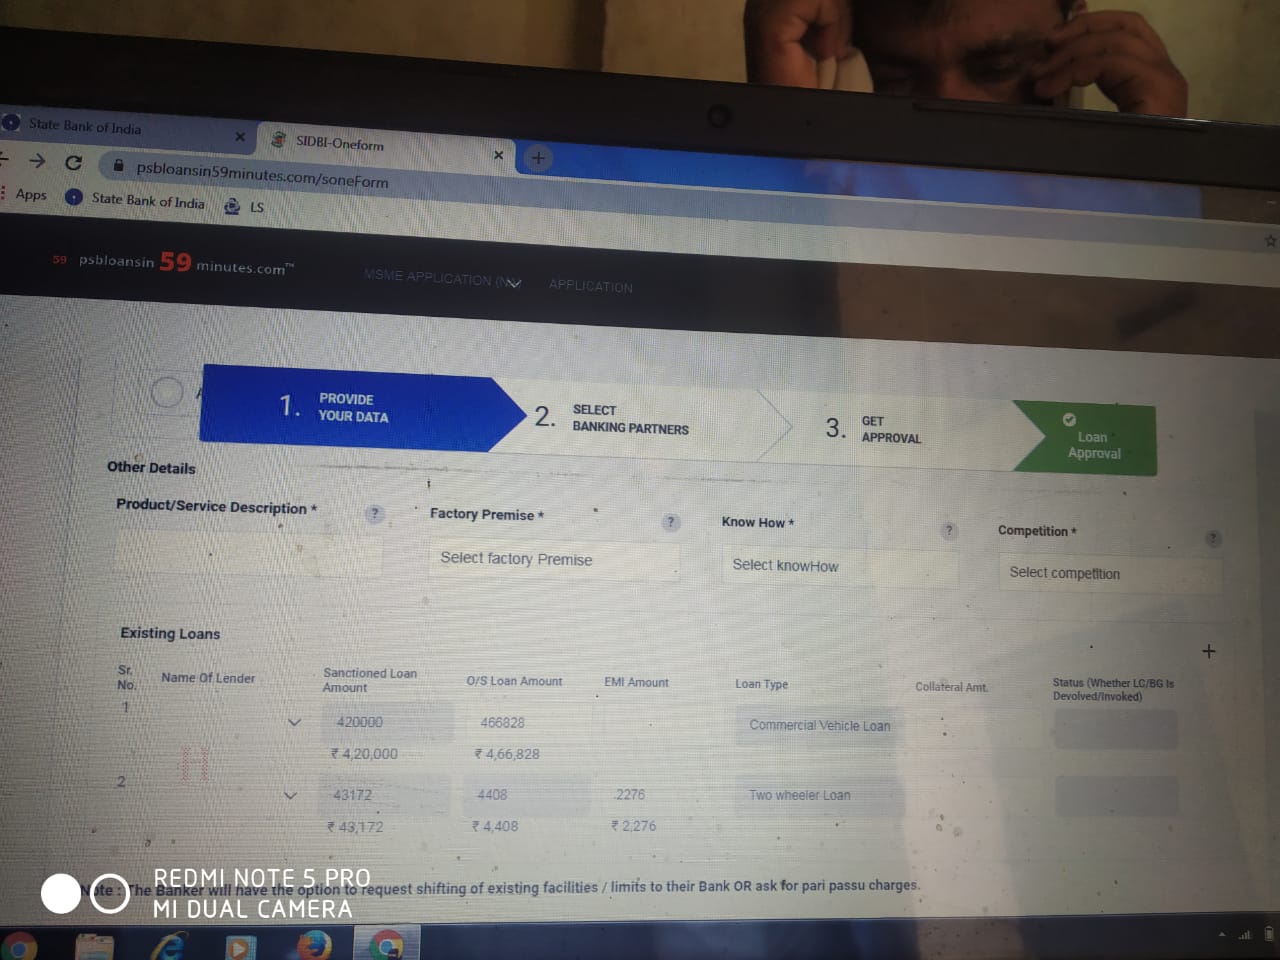 State Bank of India
SIDBI-Oneform
psbloansin59minutes.com/soneForm
Apps
State Bank of India
LS
59 psbloansin 59 minutes.com™
MSME APPLICATION
APPLICATION
1. PROVIDE
YOUR DATA
2. SELECT
BANKING PARTNERS
3. GET
APPROVAL
Loan
Approval
Other Details
Product/Service Description *
?
Factory Premise *
?
Know How *
?
Competition *
?
Select factory Premise
Select knowHow
Select competition
Existing Loans
+
Sr.
No.
Name Of Lender
Sanctioned Loan
Amount
O/S Loan Amount
EMI Amount
Loan Type
Collateral Amt.
Status (Whether LC/BG Is
Devolved/Invoked)
1
420000
466828
Commercial Vehicle Loan
₹ 4,20,000
₹ 4,66,828
2
43172
4408
2276
Two wheeler Loan
₹ 43,172
₹ 4,408
₹ 2,276
Note : The Banker will have the option to request shifting of existing facilities / limits to their Bank OR ask for pari passu charges.
REDMI NOTE 5 PRO
MI DUAL CAMERA